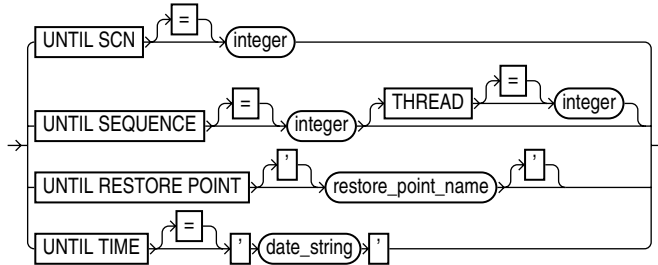 UNTIL SCN = integer
UNTIL SEQUENCE = integer THREAD = integer
UNTIL RESTORE POINT ' restore_point_name '
UNTIL TIME = ' date_string '